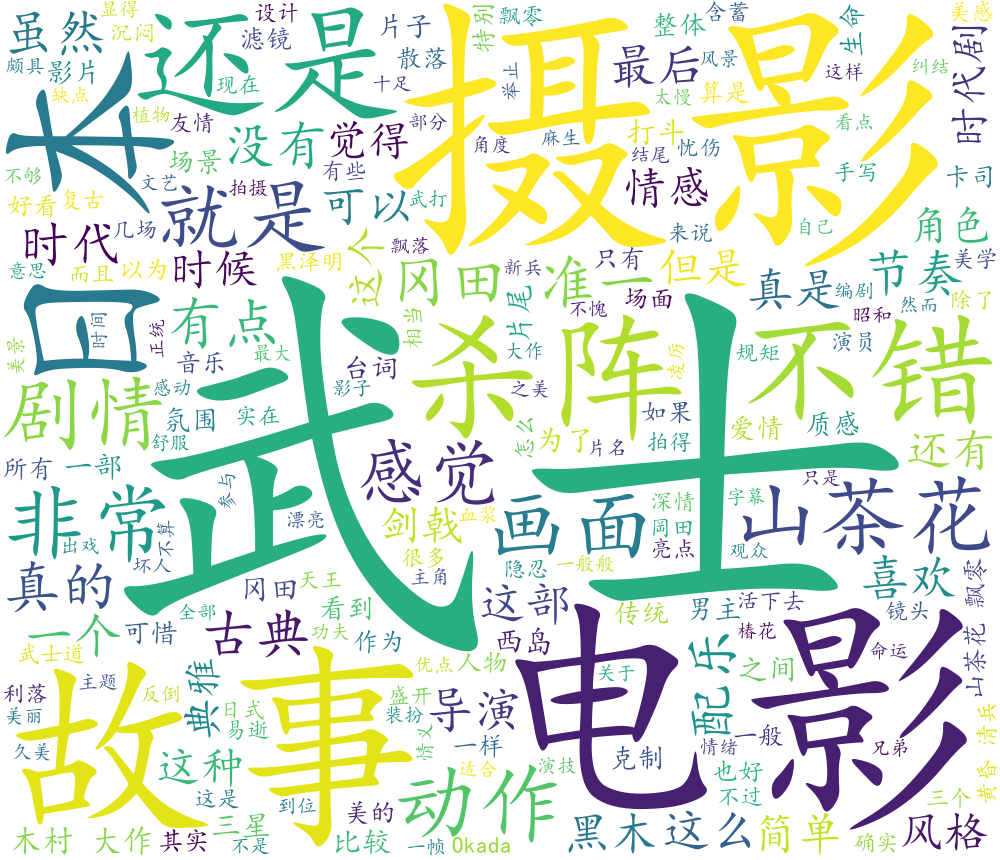 显得
设计
片子
特别
飘零
整体
含蓄
生命
美感
虽然
沉闷
滤镜
还是
摄影
散落
最后
风景
这样
纠结
时代剧
颇具
影片
缺点
现在
十足
举止
太慢
算是
植物
友情
没有
觉得
部分
角度
麻生
打斗
忧伤
看点
日本
场景
有些
结尾
不够
文艺
拍摄
武打
情感
手写
卡司
好看
复古
就是
可以
自己
角色
时代
几场
飘落
来说
意思
而且
以为
时候
黑泽明
这个
冈田准一
新兵
只有
但是
真是
节奏
美学
编剧
然而
除了
有点
片尾
不愧
场面
昭和
时间
正统
相当
美景
音乐
最大
台词
杀阵
大作
规矩
演员
不错
凌厉
剧情
感动
影子
之美
氛围
实在
舒服
武士
如果
怎么
为了
片名
拍得
爱情
质感
还有
所有
一部
感觉
只是
参与
非常
漂亮
剑戟
血浆
画面
深情
字幕
山茶花
岡田
亮点
出戏
坏人
不算
很多
一般般
隐忍
观众
真的
冈田
天王
主角
喜欢
飘零
全部
看到
这部
传统
男主
活下去
镜头
一个
可惜
古典
功夫
作为
西岛
椿花
武士道
优点
人物
电影
关于
配乐
之间
命运
山茶花
利落
主题
反倒
典雅
故事
盛开
装扮
导演
美丽
日式
易逝
情义
清兵
久美
这种
一样
克制
情绪
一般
兄弟
黄昏
这是
到位
动作
适合
演技
也好
不过
三个
美的
木村
大作
其实
三星
不是
比较
一帧
Okada
黑木
这么
简单
确实
风格